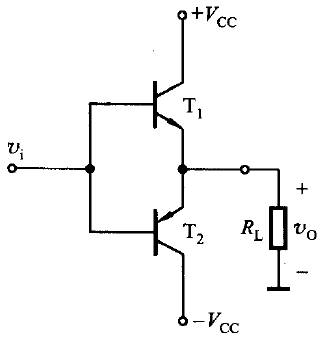 +V_CC
T_1
v_i
+
R_L v_O
T_2
−
−V_CC